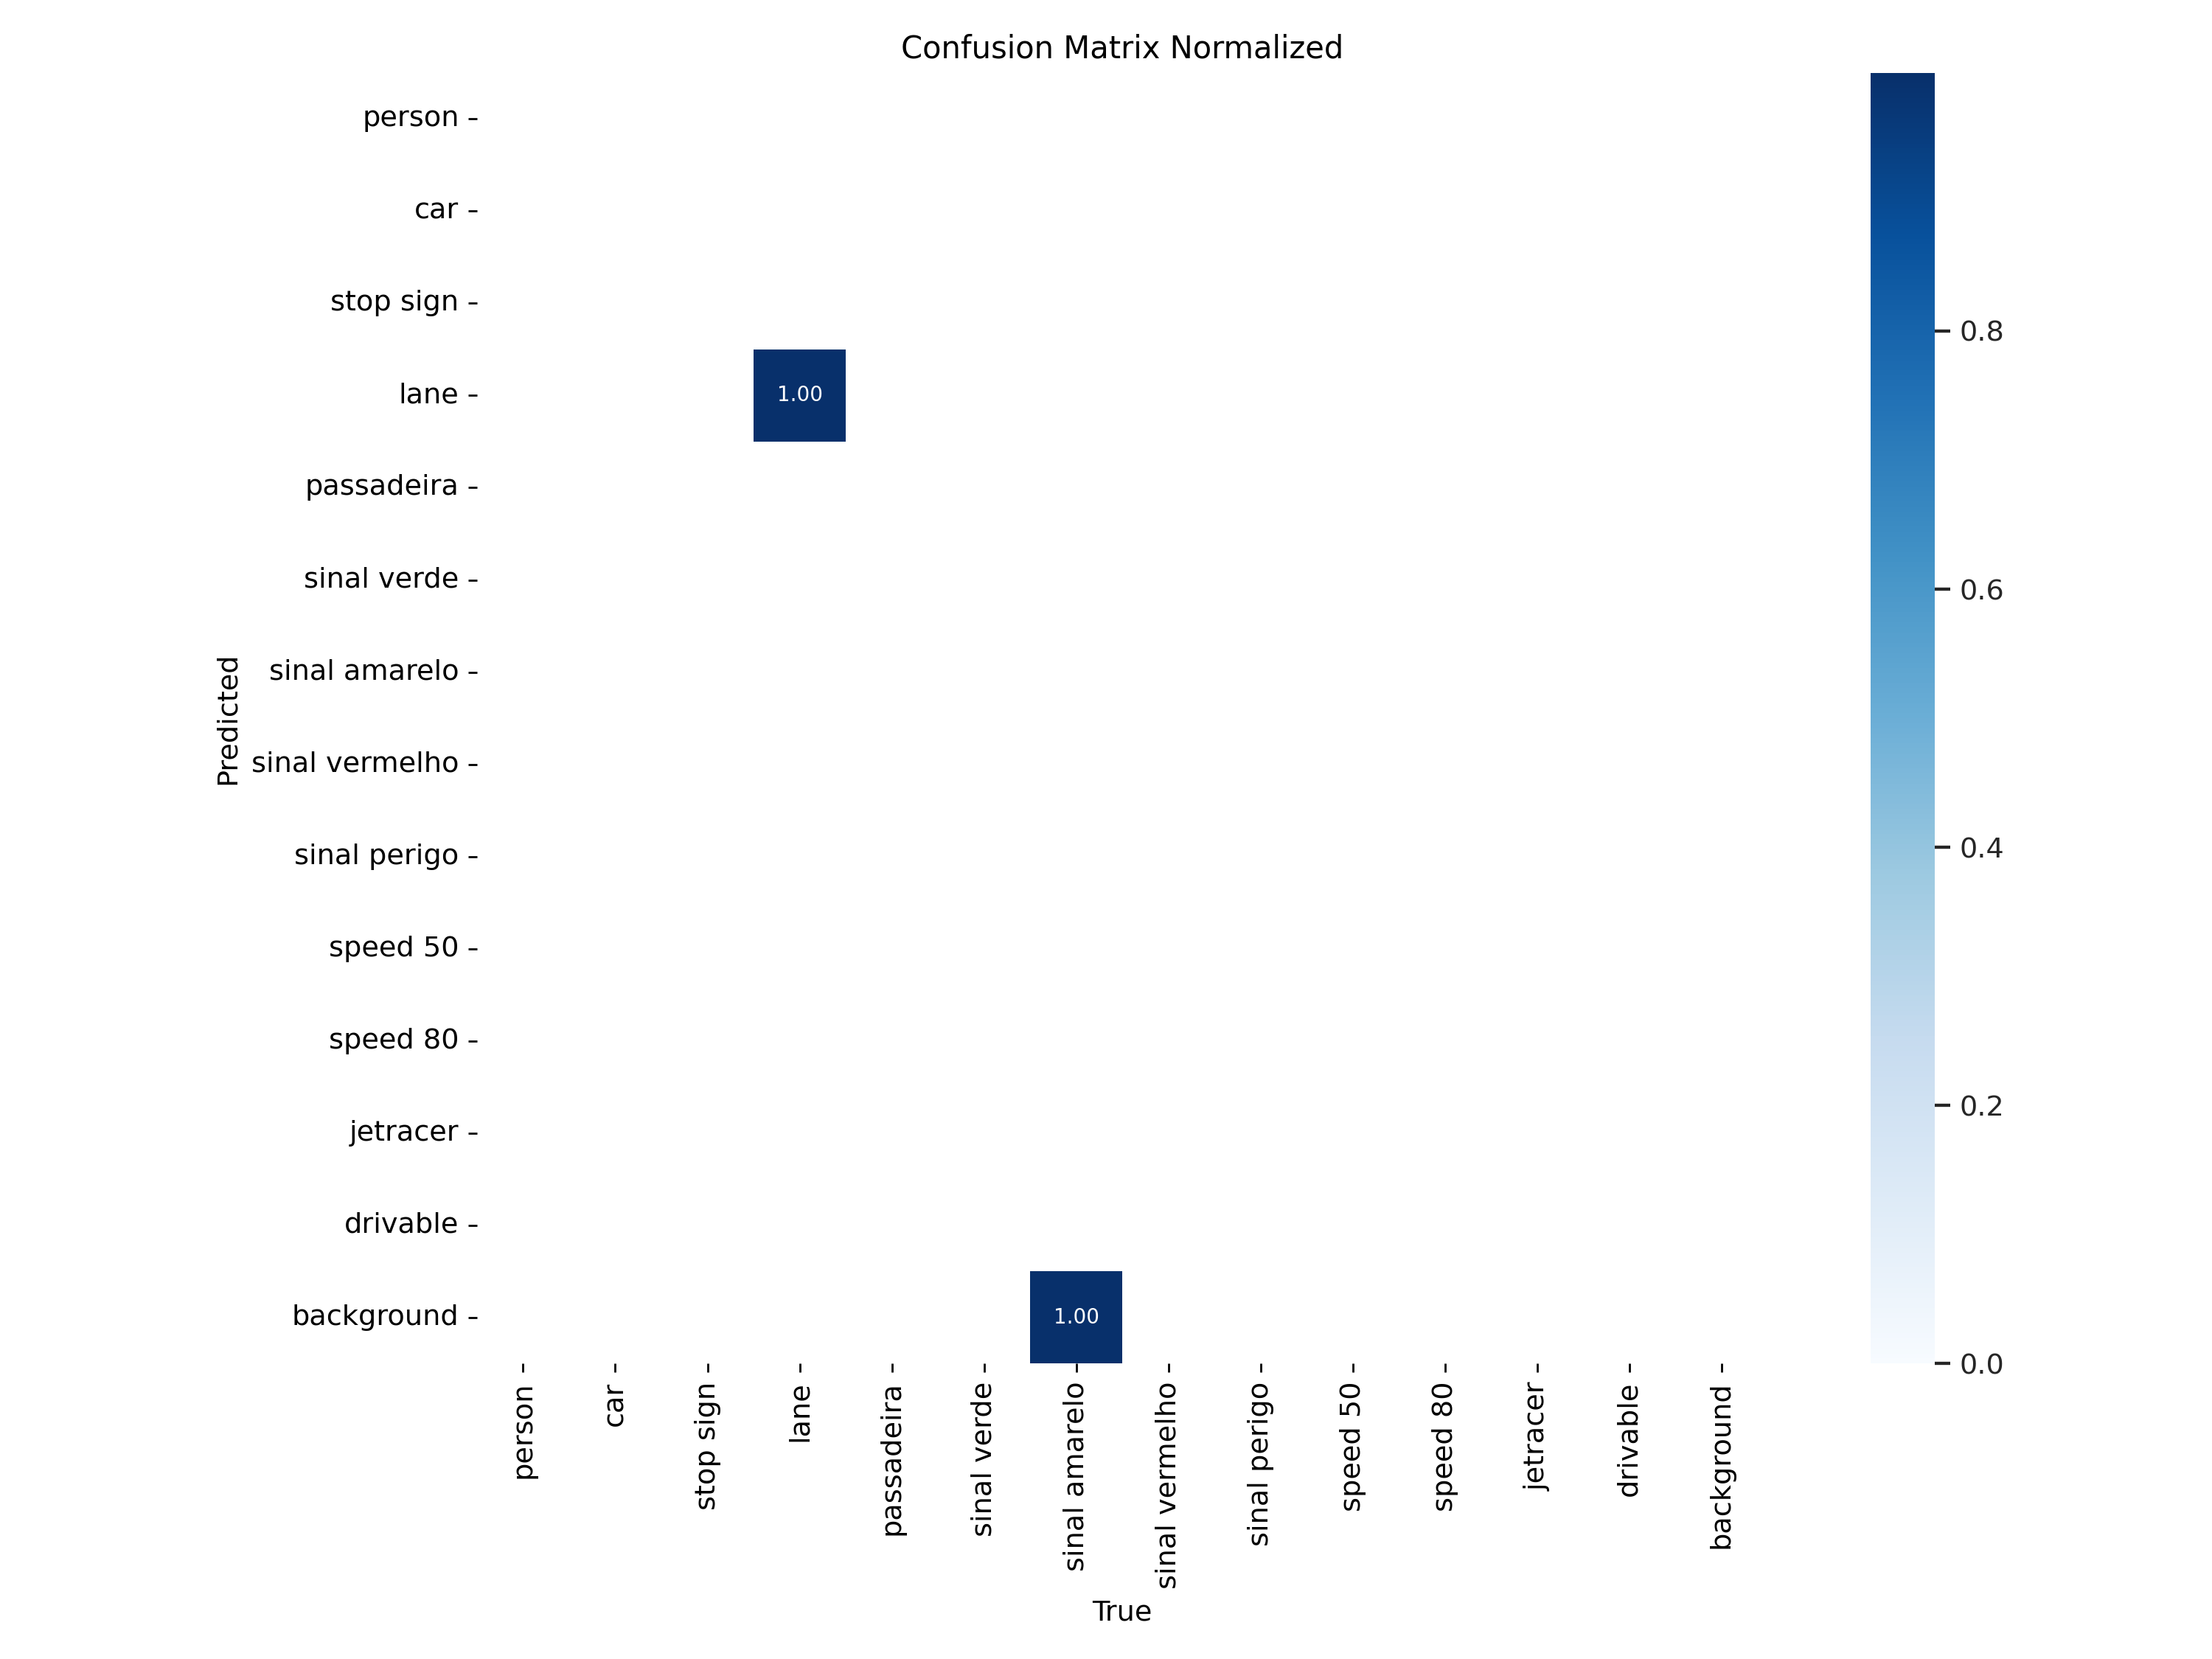 Confusion Matrix Normalized
person
car
stop sign
lane
passadeira
sinal verde
sinal amarelo
sinal vermelho
sinal perigo
speed 50
speed 80
jetracer
drivable
background
Predicted
1.00
1.00
person
car
stop sign
lane
passadeira
sinal verde
sinal amarelo
sinal vermelho
sinal perigo
speed 50
speed 80
jetracer
drivable
background
True
0.8
0.6
0.4
0.2
0.0